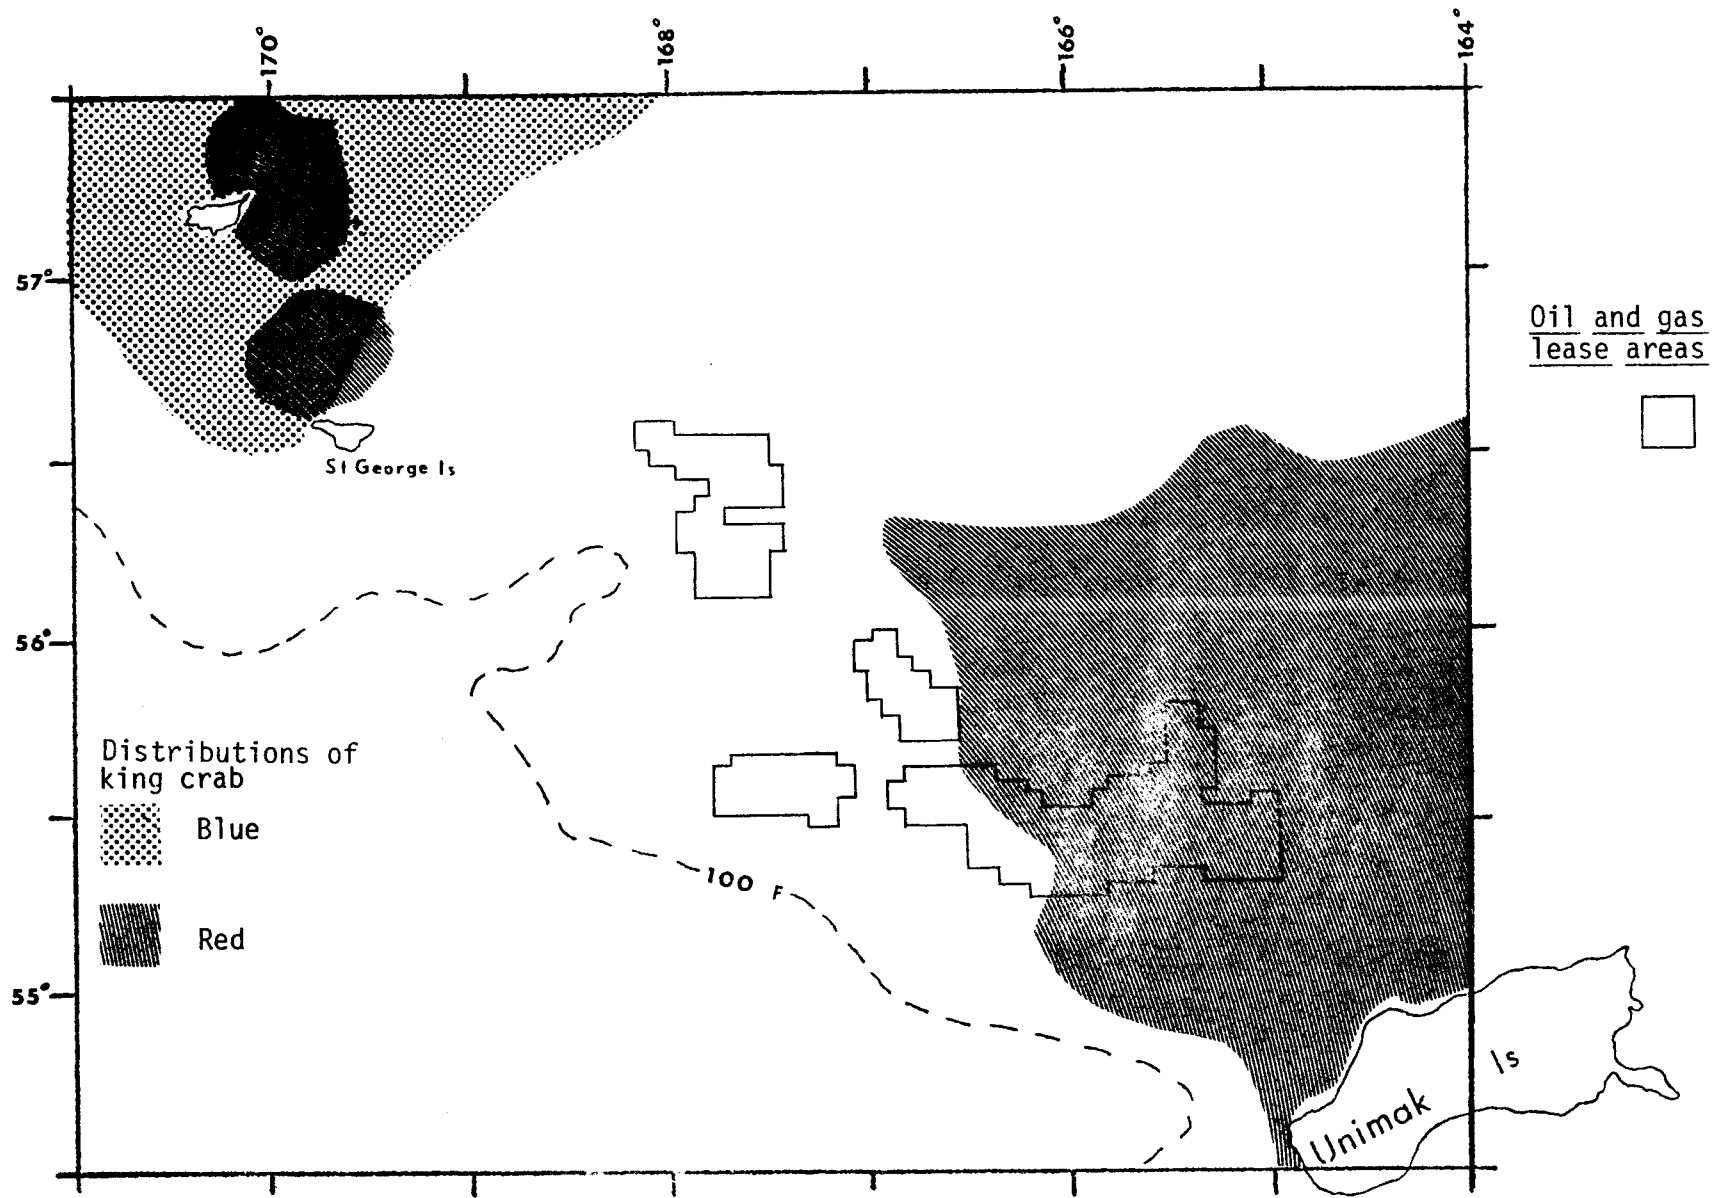 170°
168°
166°
164°
57°
Oil and gas
lease areas
St George Is
56°
Distributions of
king crab
Blue
100 F
Red
55°
Is
Unimak